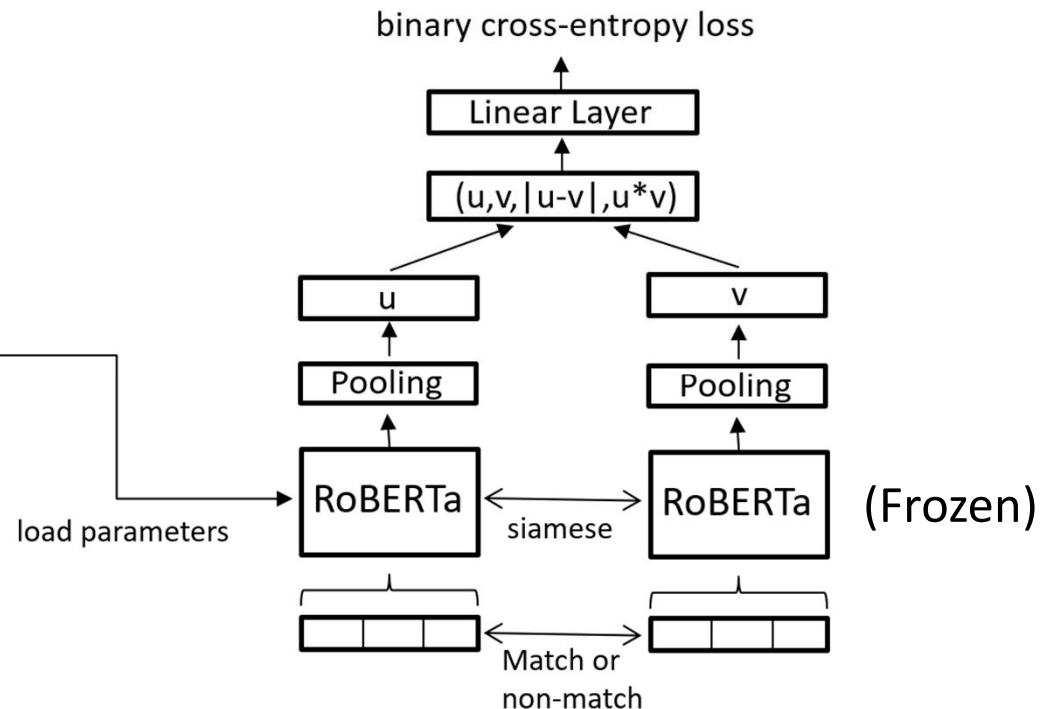 binary cross-entropy loss
Linear Layer
(u,v,|u-v|,u*v)
u
v
Pooling
Pooling
RoBERTa
RoBERTa
(Frozen)
load parameters
siamese
Match or
non-match